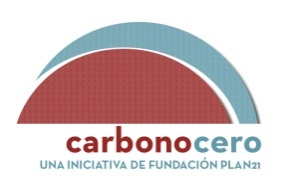 carbonocero
UNA INICIATIVA DE FUNDACIÓN PLAN21